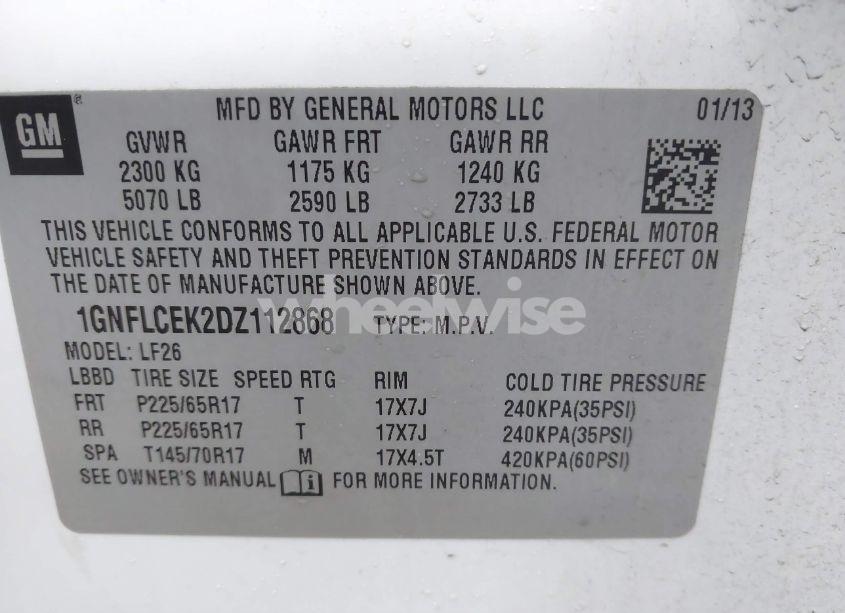 GM®
MFD BY GENERAL MOTORS LLC 01/13
GVWR GAWR FRT GAWR RR
2300 KG 1175 KG 1240 KG
5070 LB 2590 LB 2733 LB
THIS VEHICLE CONFORMS TO ALL APPLICABLE U.S. FEDERAL MOTOR
VEHICLE SAFETY AND THEFT PREVENTION STANDARDS IN EFFECT ON
THE DATE OF MANUFACTURE SHOWN ABOVE.
wheelwise
1GNFLCEK2DZ112868 TYPE: M.P.V.
MODEL: LF26
LBBD TIRE SIZE SPEED RTG RIM COLD TIRE PRESSURE
FRT P225/65R17 T 17X7J 240KPA(35PSI)
RR P225/65R17 T 17X7J 240KPA(35PSI)
SPA T145/70R17 M 17X4.5T 420KPA(60PSI)
SEE OWNER'S MANUAL i FOR MORE INFORMATION.